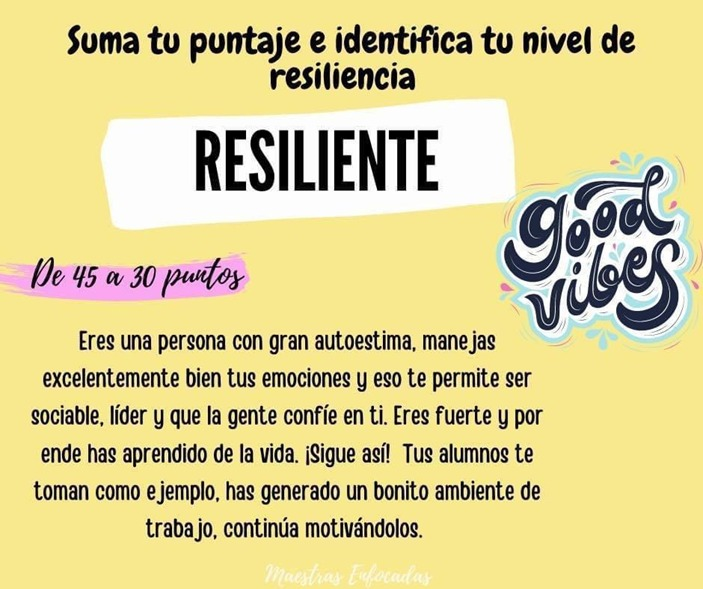 Suma tu puntaje e identifica tu nivel de
resiliencia
RESILIENTE
good
vibes
De 45 a 30 puntos
Eres una persona con gran autoestima, manejas
excelentemente bien tus emociones y eso te permite ser
sociable, líder y que la gente confíe en ti. Eres fuerte y por
ende has aprendido de la vida. ¡Sigue así! Tus alumnos te
toman como ejemplo, has generado un bonito ambiente de
trabajo, continúa motivándolos.
Maestras Enfocadas